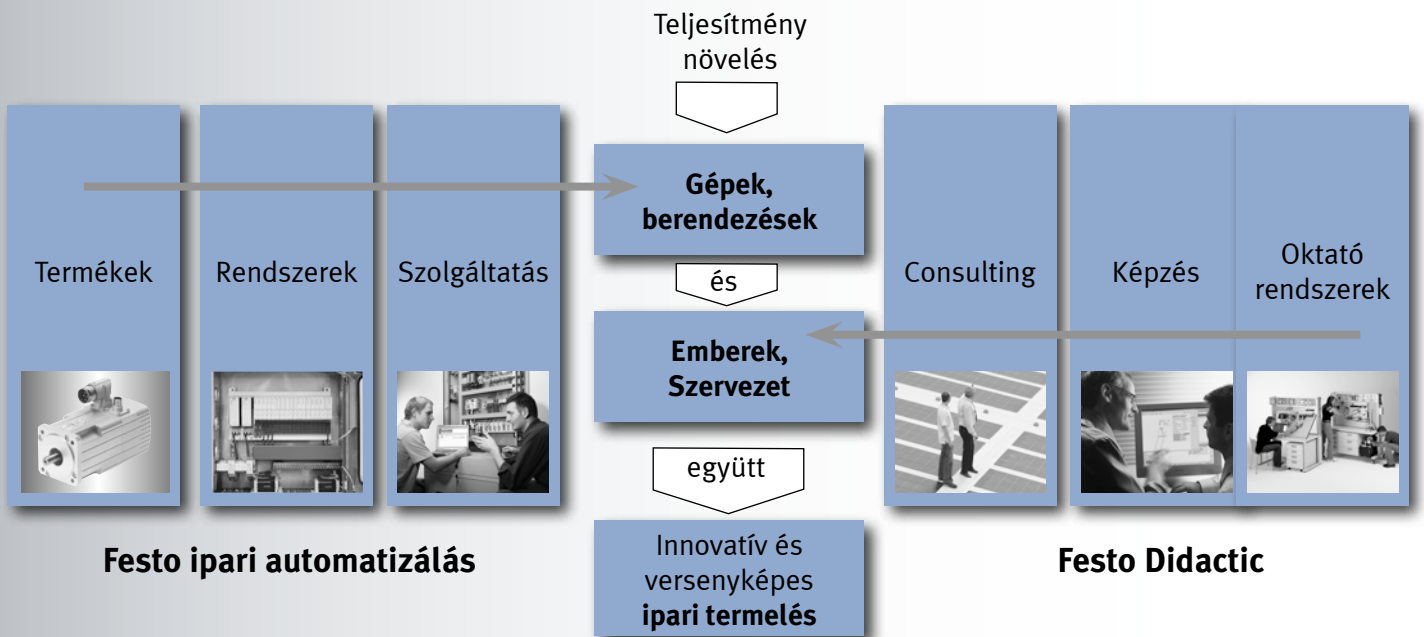 Teljesítmény
növelés
Termékek
Rendszerek
Szolgáltatás
Gépek,
berendezések
és
Emberek,
Szervezet
együtt
Innovatív és
versenyképes
ipari termelés
Consulting
Képzés
Oktató
rendszerek
Festo ipari automatizálás
Festo Didactic